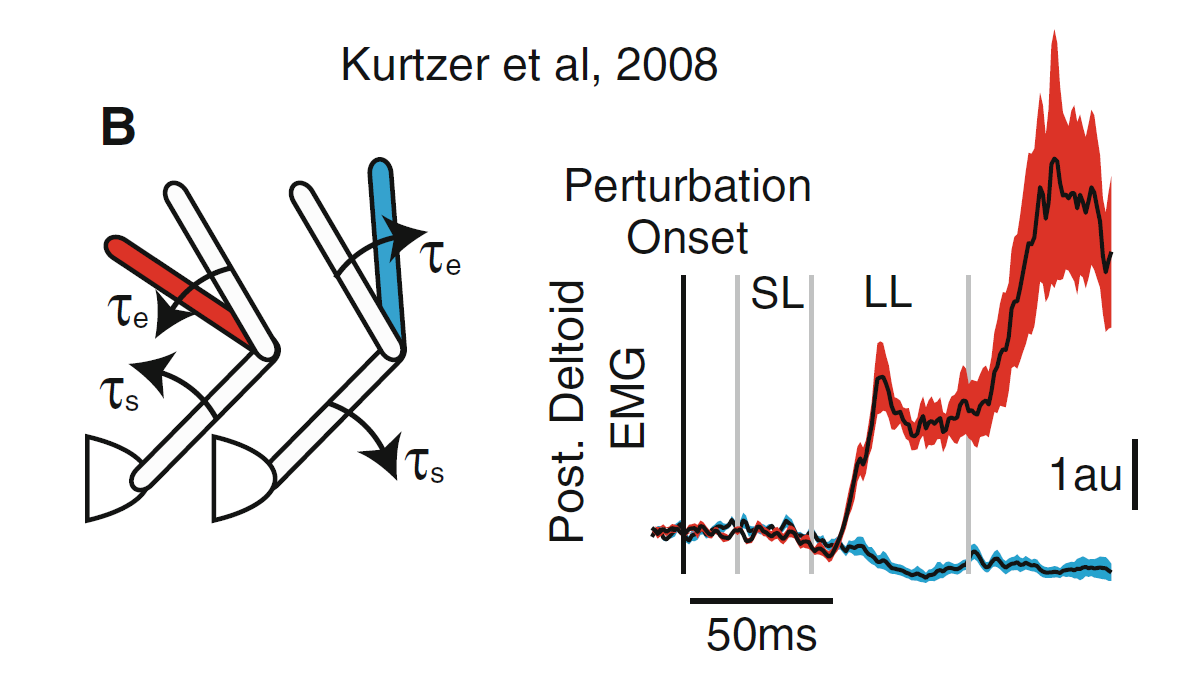 Kurtzer et al, 2008
B
τe
τe
τs
τs
Perturbation
Onset
SL
LL
Post. Deltoid
EMG
1au
50ms